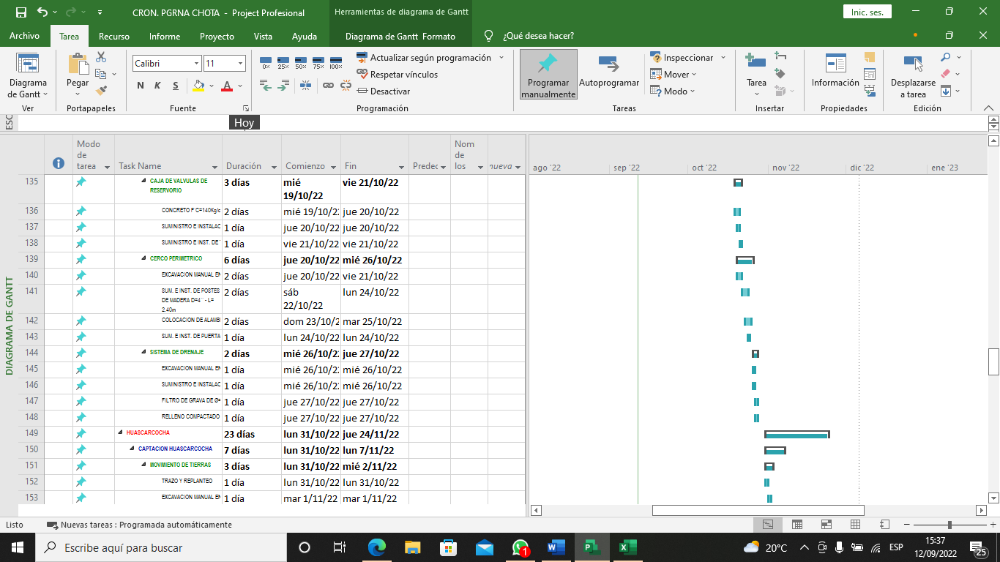 CRON. PGRNA CHOTA - Project Profesional
Herramientas de diagrama de Gantt
Inic. ses.
Archivo Tarea Recurso Informe Proyecto Vista Ayuda Diagrama de Gantt Formato ¿Qué desea hacer?
Diagrama de Gantt
Ver
Pegar
Portapapeles
Calibri 11
N K S A
Fuente
0% 25% 50% 75% 100%
Actualizar según programación
Respetar vínculos
Desactivar
Programación
Programar manualmente
Autoprogramar
Inspeccionar
Mover
Modo
Tareas
Tarea
Insertar
Información
Propiedades
Desplazarse a tarea
Edición
ESC
Hoy
Modo de tarea Task Name Duración Comienzo Fin Predec Nom de los nueva
ago '22 sep '22 oct '22 nov '22 dic '22 ene '23
DIAGRAMA DE GANTT
135 CAJA DE VALVULAS DE RESERVORIO 3 días mié 19/10/22 vie 21/10/22
136 CONCRETO F'C=140Kg/c 2 días mié 19/10/22 jue 20/10/22
137 SUMINISTRO E INSTALAC 1 día jue 20/10/22 jue 20/10/22
138 SUMINISTRO E INST. DE 1 día vie 21/10/22 vie 21/10/22
139 CERCO PERIMETRICO 6 días jue 20/10/22 mié 26/10/22
140 EXCAVACION MANUAL EN 2 días jue 20/10/22 vie 21/10/22
141 SUM. E INST. DE POSTES DE MADERA D=4¨ - L= 2.40m 2 días sáb 22/10/22 lun 24/10/22
142 COLOCACION DE ALAMB 2 días dom 23/10/2 mar 25/10/22
143 SUM. E INST. DE PUERTA 1 día lun 24/10/22 lun 24/10/22
144 SISTEMA DE DRENAJE 2 días mié 26/10/22 jue 27/10/22
145 EXCAVACION MANUAL EN 1 día mié 26/10/22 mié 26/10/22
146 SUMINISTRO E INSTALAC 1 día mié 26/10/22 mié 26/10/22
147 FILTRO DE GRAVA DE Ø= 1 día jue 27/10/22 jue 27/10/22
148 RELLENO COMPACTADO 1 día jue 27/10/22 jue 27/10/22
149 HUASCARCOCHA 23 días lun 31/10/22 jue 24/11/22
150 CAPTACION HUASCARCOCHA 7 días lun 31/10/22 lun 7/11/22
151 MOVIMIENTO DE TIERRAS 3 días lun 31/10/22 mié 2/11/22
152 TRAZO Y REPLANTEO 1 día lun 31/10/22 lun 31/10/22
153 EXCAVACION MANUAL EN 1 día mar 1/11/22 mar 1/11/22
Listo Nuevas tareas : Programada automáticamente
Escribe aquí para buscar
1
20°C ESP 15:37
12/09/2022
25